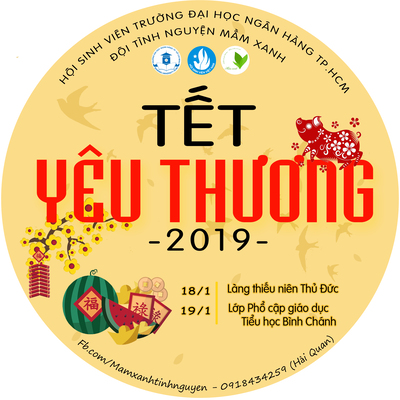 HỘI SINH VIÊN TRƯỜNG ĐẠI HỌC NGÂN HÀNG TP.HCM
ĐỘI TÌNH NGUYỆN MẦM XANH
TẾT
YÊU THƯƠNG
-2019-
18/1 Làng thiếu niên Thủ Đức
19/1 Lớp Phổ cập giáo dục
Tiểu học Bình Chánh
福
祿
Fb.com/Mamxanhtinhnguyen - 0918434259 (Hải Quan)